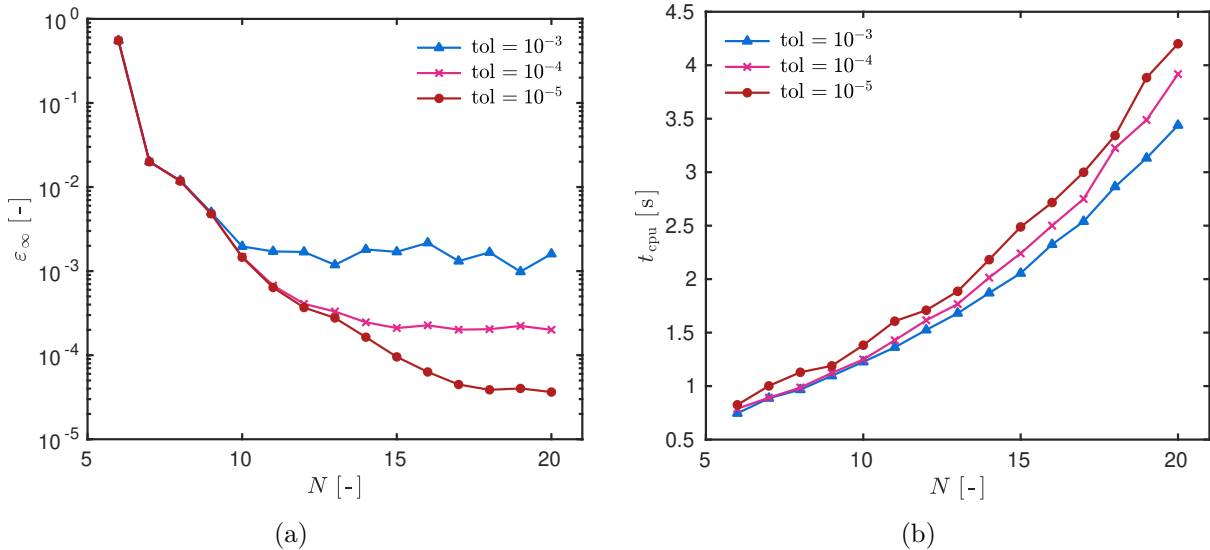 10^0
10^-1
10^-2
10^-3
10^-4
10^-5
ε∞ [ - ]
5
10
15
20
N [ - ]
tol = 10^-3
tol = 10^-4
tol = 10^-5
(a)
4.5
4
3.5
3
2.5
2
1.5
1
0.5
t_cpu [ s ]
5
10
15
20
N [ - ]
tol = 10^-3
tol = 10^-4
tol = 10^-5
(b)